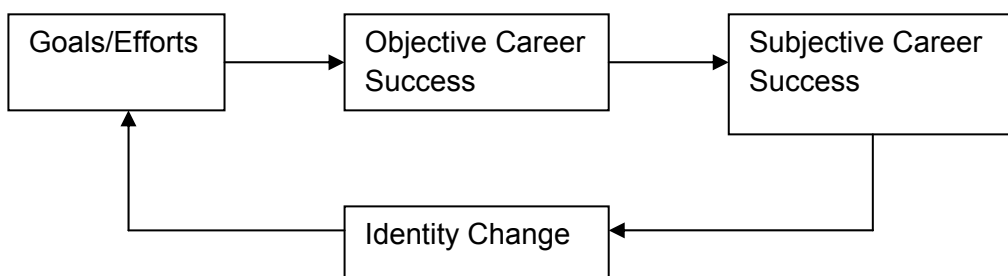 Goals/Efforts
Objective Career
Success
Subjective Career
Success
Identity Change